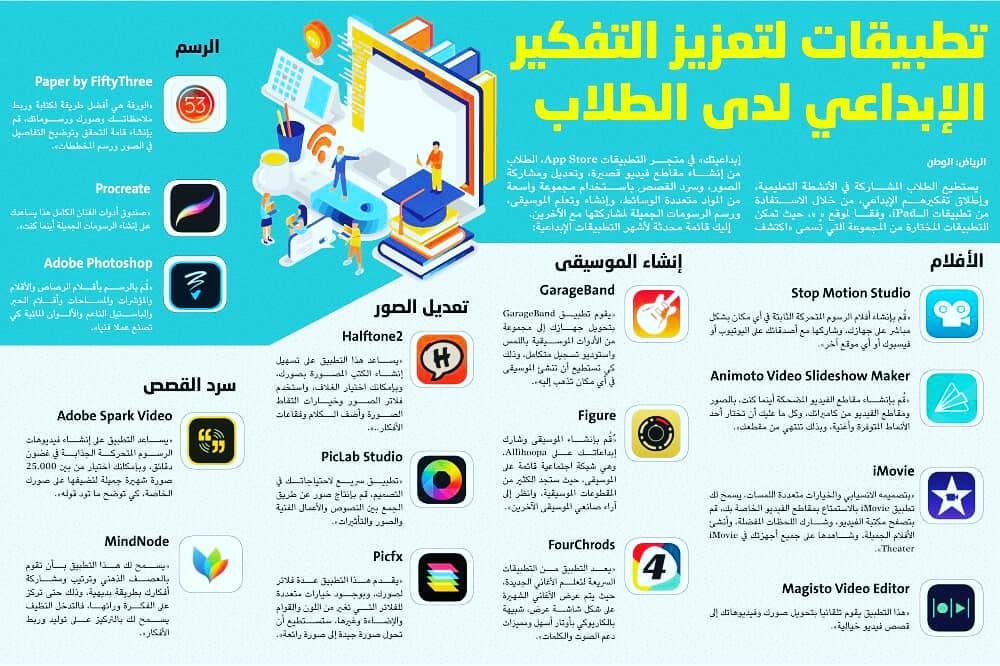 تطبيقات لتعزيز التفكير
الإبداعي لدى الطلاب
الرياض: الوطن
يستطيع الطلاب المشاركة في الأنشطة التعليمية،
وإطلاق تفكيرهم الإبداعي، من خلال الاستفادة
من تطبيقات الـiPad، وفقا لموقع
حيث تمكن
التطبيقات المختارة من المجموعة التي تسمى «اكتشف
إبداعيتك» في متجر التطبيقات App Store، الطلاب
من إنشاء مقاطع فيديو قصيرة، وتعديل ومشاركة
الصور، وسرد القصص باستخدام مجموعة واسعة
من المواد متعددة الوسائط، وإنشاء وتعلم الموسيقى،
ورسم الرسومات الجميلة لمشاركتها مع الآخرين.
إليك قائمة محدثة لأشهر التطبيقات الإبداعية:
الأفلام
Stop Motion Studio
«قُم بإنشاء أفلام الرسوم المتحركة الثابتة في أي مكان بشكل
مباشر على جهازك، وشاركها مع أصدقائك على اليوتيوب أو
فيسبوك أو أي موقع آخر».
Animoto Video Slideshow Maker
«قُم بإنشاء مقاطع الفيديو المضحكة أينما كنت، بالصور
ومقاطع الفيديو من كاميراتك، وكل ما عليك أن تختار أحد
الأنماط المتوفرة وأغنية، وبذلك تنتهي من مقطعك».
iMovie
«بتصميمه الانسيابي والخيارات متعددة اللمسات، يسمح لك
تطبيق iMovie بالاستمتاع بمقاطع الفيديو الخاصة بك، قم
بتصفح مكتبة الفيديو، وشارك اللحظات المفضلة، وأنشئ
الأفلام الجميلة، وشاهدها على جميع أجهزتك في iMovie
Theater».
Magisto Video Editor
«هذا التطبيق يقوم تلقائيا بتحويل صورك وفيديوهاتك إلى
قصص فيديو خيالية».
إنشاء الموسيقى
GarageBand
«يقوم تطبيق GarageBand
بتحويل جهازك إلى مجموعة
من الأدوات الموسيقية باللمس
واستوديو تسجيل متكامل، وذلك
كي تستطيع أن تنشئ الموسيقى
في أي مكان تذهب إليه».
Figure
«قُم بإنشاء الموسيقى وشارك
إبداعاتك على Allihoopa،
وهي شبكة اجتماعية قائمة على
الموسيقى، حيث ستجد الكثير من
المقطوعات الموسيقية، وانظر إلى
آراء صانعي الموسيقى الآخرين».
FourChrods
4
«يعد التطبيق من التطبيقات
السريعة لتعلم الأغاني الجديدة،
حيث يتم عرض الأغاني الشهيرة
على شكل شاشة عرض، شبيهة
بالكاريوكي بأوتار أسهل ومميزات
دعم الصوت والكلمات».
تعديل الصور
Halftone2
H
«يساعد هذا التطبيق على تسهيل
إنشاء الكتب المصورة بصورك،
وبإمكانك اختيار الغلاف، واستخدم
فلاتر الصور وخيارات التقاط
الصورة وأضف الكلام وفقاعات
الأفكار..».
PicLab Studio
«تطبيق سريع لاحتياجاتك في
التصميم، قم بإنتاج صور عن طريق
الجمع بين النصوص والأعمال الفنية
والصور والتأثيرات».
Picfx
«يقدم هذا التطبيق عدة فلاتر
لصورك، وبوجود خيارات متعددة
للفلاتر التي تغير من اللون والقوام
والإضاءة وغيرها، ستستطيع أن
تحول صورة جيدة إلى صورة رائعة».
الرسم
Paper by FiftyThree
53
«الورقة هي أفضل طريقة لكتابة وربط
ملاحظاتك وصورك ورسوماتك، قم
بإنشاء قامة التحقق وتوضيح التفاصيل
في الصور ورسم المخططات».
Procreate
«صندوق أدوات الفنان الكامل هذا يساعد
على إنشاء الرسومات الجميلة أينما كنت».
Adobe Photoshop
«قُم بالرسم بأقلام الرصاص والأقلام
والمؤشرات والمساحات وأقلام الحبر
والباستيل الناعم والألوان المائية كي
تصنع عملا فنيا».
سرد القصص
Adobe Spark Video
«يساعد التطبيق على إنشاء فيديوهات
الرسوم المتحركة الجذابة في غضون
دقائق، وبإمكانك اختيار من بين 25,000
صورة شهيرة جميلة لتضيفها على صورك
الخاصة، كي توضح ما تود قوله».
MindNode
«يسمح لك هذا التطبيق بأن تقوم
بالعصف الذهني وترتيب ومشاركة
أفكارك بطريقة بديهية، وذلك حتى تركز
على الفكرة ورائها، فالتدخل النظيف
يسمح لك بالتركيز على توليد وربط
الأفكار».